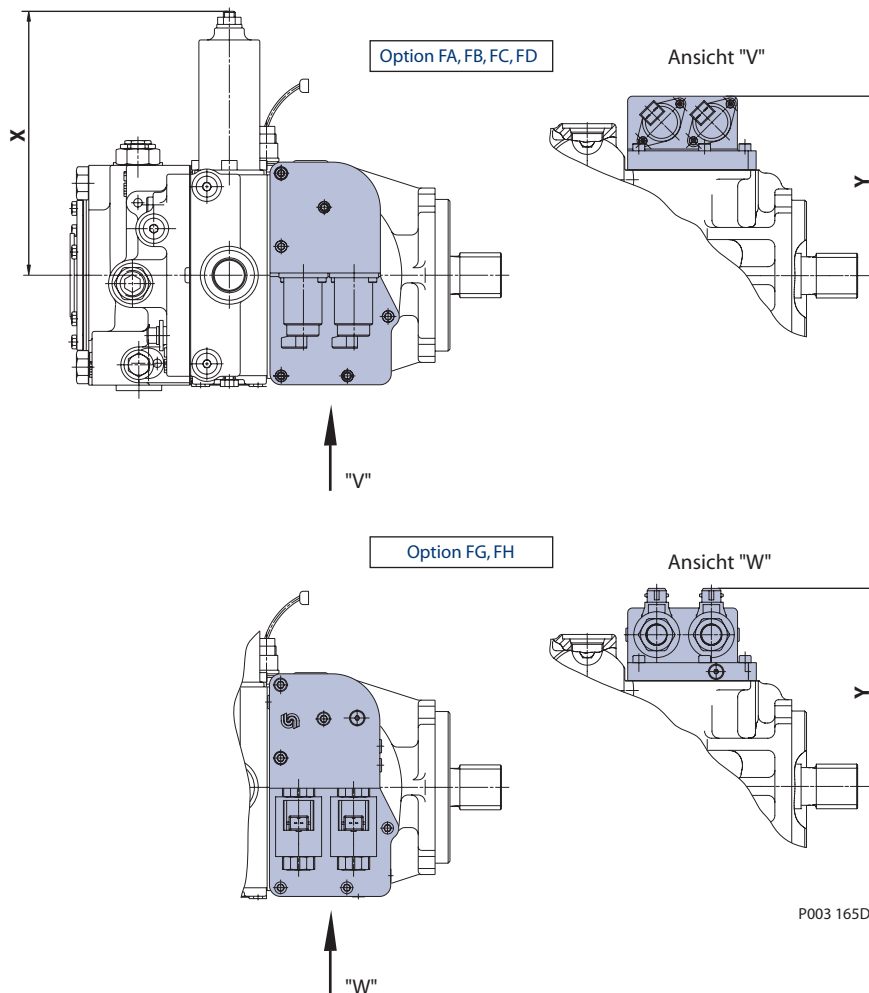 Option FA, FB, FC, FD
Ansicht "V"
X
Y
"V"
Option FG, FH
Ansicht "W"
Y
P003 165D
"W"